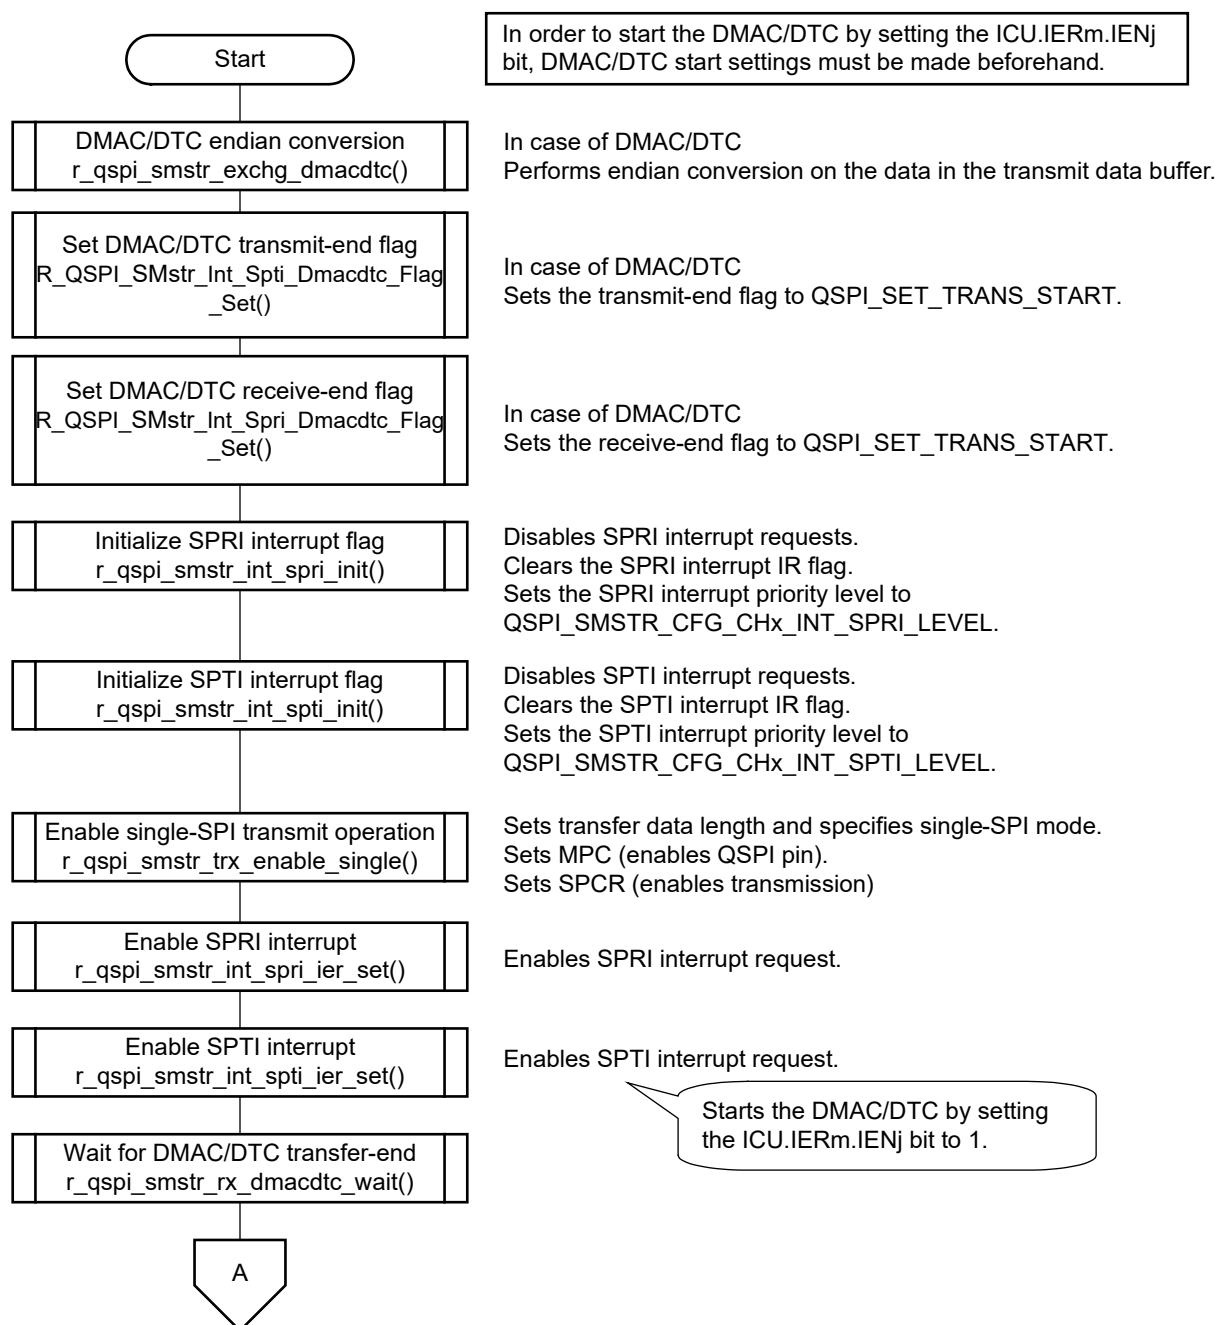 In order to start the DMAC/DTC by setting the ICU.IERm.IENj
bit, DMAC/DTC start settings must be made beforehand.
Start
DMAC/DTC endian conversion
r_qspi_smstr_exchg_dmacdtc()
In case of DMAC/DTC
Performs endian conversion on the data in the transmit data buffer.
Set DMAC/DTC transmit-end flag
R_QSPI_SMstr_Int_Spti_Dmacdtc_Flag
_Set()
In case of DMAC/DTC
Sets the transmit-end flag to QSPI_SET_TRANS_START.
Set DMAC/DTC receive-end flag
R_QSPI_SMstr_Int_Spri_Dmacdtc_Flag
_Set()
In case of DMAC/DTC
Sets the receive-end flag to QSPI_SET_TRANS_START.
Initialize SPRI interrupt flag
r_qspi_smstr_int_spri_init()
Disables SPRI interrupt requests.
Clears the SPRI interrupt IR flag.
Sets the SPRI interrupt priority level to
QSPI_SMSTR_CFG_CHx_INT_SPRI_LEVEL.
Initialize SPTI interrupt flag
r_qspi_smstr_int_spti_init()
Disables SPTI interrupt requests.
Clears the SPTI interrupt IR flag.
Sets the SPTI interrupt priority level to
QSPI_SMSTR_CFG_CHx_INT_SPTI_LEVEL.
Enable single-SPI transmit operation
r_qspi_smstr_trx_enable_single()
Sets transfer data length and specifies single-SPI mode.
Sets MPC (enables QSPI pin).
Sets SPCR (enables transmission)
Enable SPRI interrupt
r_qspi_smstr_int_spri_ier_set()
Enables SPRI interrupt request.
Enable SPTI interrupt
r_qspi_smstr_int_spti_ier_set()
Enables SPTI interrupt request.
Starts the DMAC/DTC by setting
the ICU.IERm.IENj bit to 1.
Wait for DMAC/DTC transfer-end
r_qspi_smstr_rx_dmacdtc_wait()
A